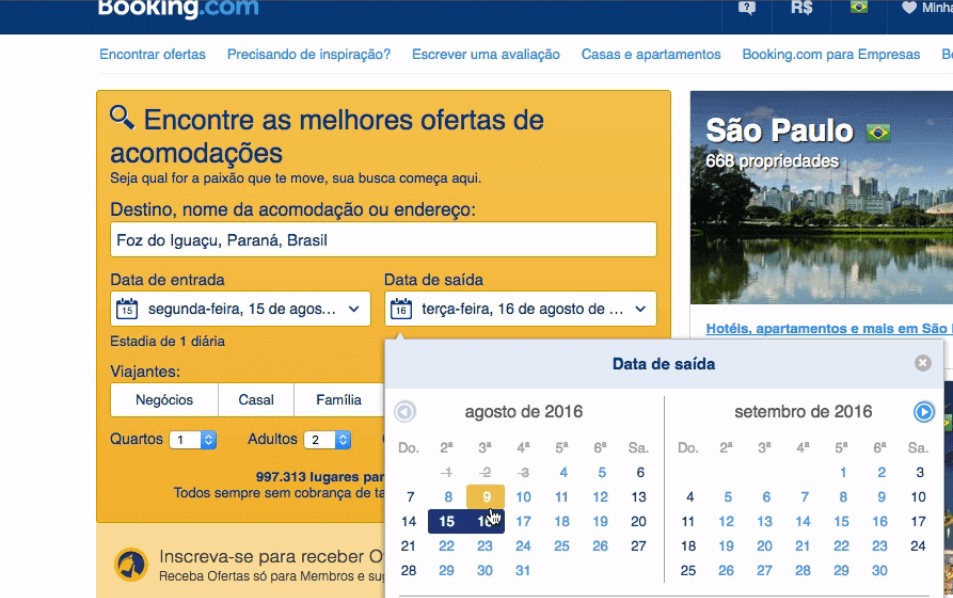 Booking.com
R$
Encontrar ofertas Precisando de inspiração? Escrever uma avaliação Casas e apartamentos Booking.com para Empresas
Encontre as melhores ofertas de
acomodações
Seja qual for a paixão que te move, sua busca começa aqui.
Destino, nome da acomodação ou endereço:
Foz do Iguaçu, Paraná, Brasil
Data de entrada Data de saída
15 segunda-feira, 15 de agos... 16 terça-feira, 16 de agosto de ...
Estadia de 1 diária
Viajantes:
Negócios Casal Família
Quartos 1 Adultos 2
997.313 lugares par
Todos sempre sem cobrança de ta
Inscreva-se para receber O
Receba Ofertas só para Membros e sug
São Paulo
668 propriedades
Hotéis, apartamentos e mais em São
Data de saída
agosto de 2016
Do. 2ª 3ª 4ª 5ª 6ª Sa.
1 2 3 4 5 6
7 8 9 10 11 12 13
14 15 16 17 18 19 20
21 22 23 24 25 26 27
28 29 30 31
setembro de 2016
Do. 2ª 3ª 4ª 5ª 6ª Sa.
1 2 3
4 5 6 7 8 9 10
11 12 13 14 15 16 17
18 19 20 21 22 23 24
25 26 27 28 29 30